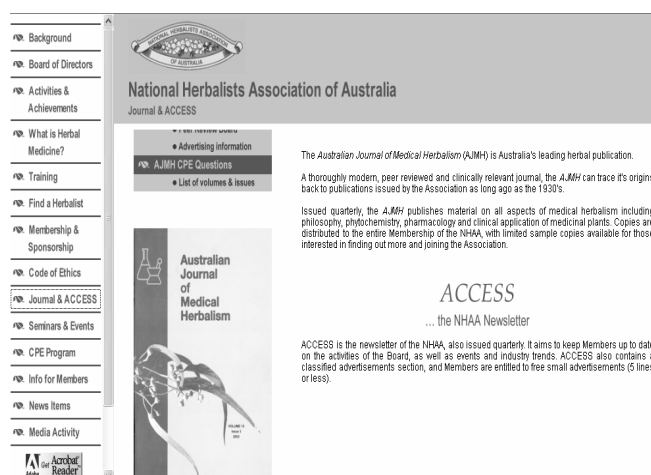 Background
Board of Directors
Activities &
Achievements
What is Herbal
Medicine?
Training
Find a Herbalist
Membership &
Sponsorship
Code of Ethics
Journal & ACCESS
Seminars & Events
CPE Program
Info for Members
News Items
Media Activity
Get Acrobat
Reader
Adobe
NATIONAL HERBALISTS ASSOCIATION
OF AUSTRALIA
National Herbalists Association of Australia
Journal & ACCESS
Peer Review Board
Advertising information
AJMH CPE Questions
List of volumes & issues
Australian
Journal
of
Medical
Herbalism
The Australian Journal of Medical Herbalism (AJMH) is Australia's leading herbal publication.
A thoroughly modern, peer reviewed and clinically relevant journal, the AJMH can trace it's origins
back to publications issued by the Association as long ago as the 1930's.
Issued quarterly, the AJMH publishes material on all aspects of medical herbalism including
philosophy, phytochemistry, pharmacology and clinical application of medicinal plants. Copies are
distributed to the entire Membership of the NHAA, with limited sample copies available for those
interested in finding out more and joining the Association.
ACCESS
... the NHAA Newsletter
ACCESS is the newsletter of the NHAA, also issued quarterly. It aims to keep Members up to date
on the activities of the Board, as well as events and industry trends. ACCESS also contains a
classified advertisements section, and Members are entitled to free small advertisements (5 lines
or less).